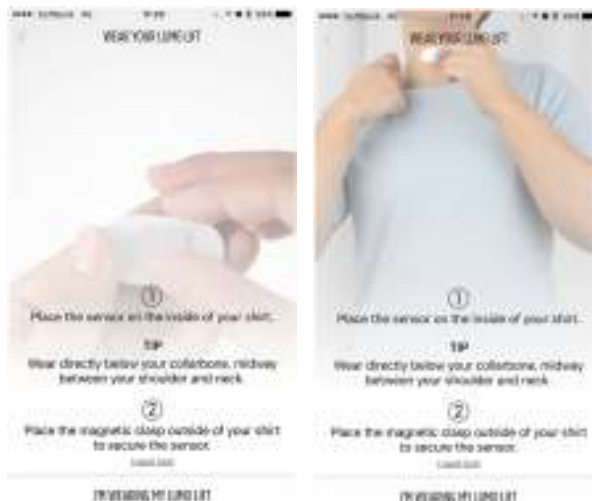 WEAR YOUR LUMO LIFT
①
Place the sensor on the inside of your shirt.
TIP
Wear directly below your collarbone, midway
between your shoulder and neck.
②
Place the magnetic clasp outside of your shirt
to secure the sensor.
I'M WEARING MY LUMO LIFT
WEAR YOUR LUMO LIFT
①
Place the sensor on the inside of your shirt.
TIP
Wear directly below your collarbone, midway
between your shoulder and neck.
②
Place the magnetic clasp outside of your shirt
to secure the sensor.
I'M WEARING MY LUMO LIFT